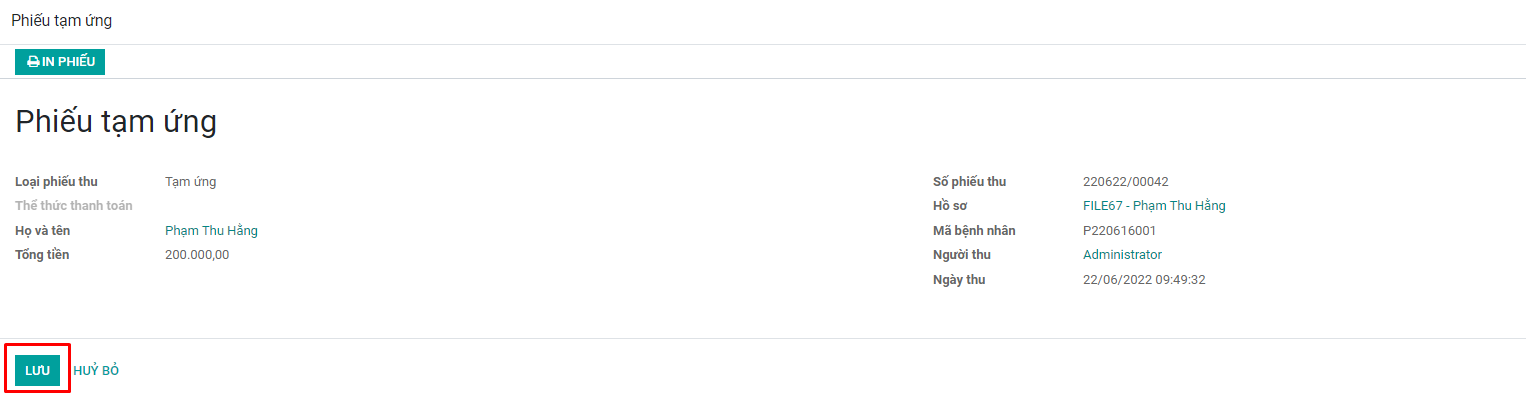 Phiếu tạm ứng
IN PHIẾU
Phiếu tạm ứng
Loại phiếu thu Tạm ứng
Thể thức thanh toán
Họ và tên Phạm Thu Hằng
Tổng tiền 200.000,00
Số phiếu thu 220622/00042
Hồ sơ FILE67 - Phạm Thu Hằng
Mã bệnh nhân P220616001
Người thu Administrator
Ngày thu 22/06/2022 09:49:32
LƯU HUỶ BỎ